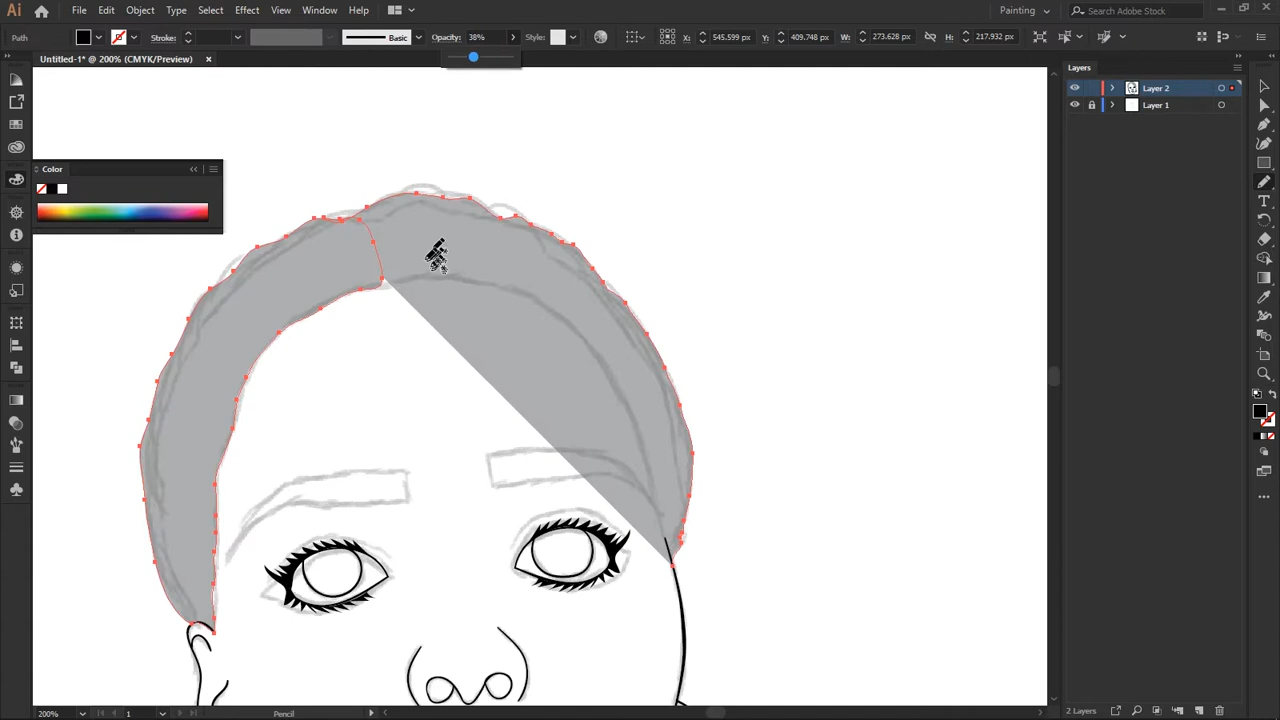 Ai File Edit Object Type Select Effect View Window Help Painting Search Adobe Stock
Path Stroke: Basic Opacity: 38% Style: X: 545.599 px Y: 409.748 px W: 273.628 px H: 217.932 px
Untitled-1* @ 200% (CMYK/Preview) × Layers
Layer 2
Layer 1
Color
200% 1 Pencil 2 Layers